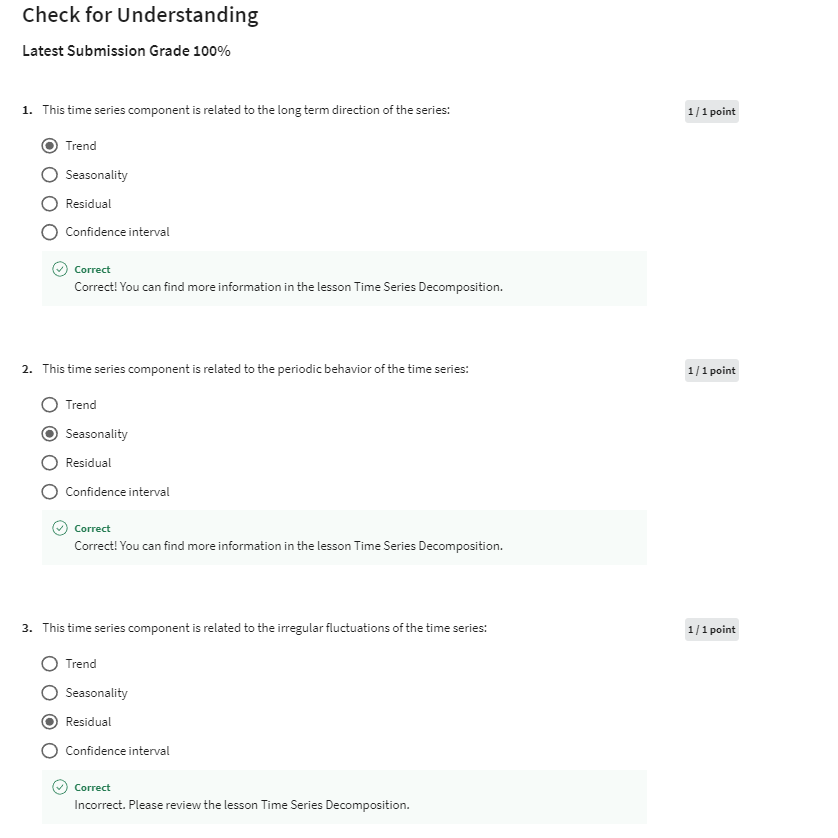 Check for Understanding
Latest Submission Grade 100%
1. This time series component is related to the long term direction of the series:
1 / 1 point
Trend
Seasonality
Residual
Confidence interval
Correct
Correct! You can find more information in the lesson Time Series Decomposition.
2. This time series component is related to the periodic behavior of the time series:
1 / 1 point
Trend
Seasonality
Residual
Confidence interval
Correct
Correct! You can find more information in the lesson Time Series Decomposition.
3. This time series component is related to the irregular fluctuations of the time series:
1 / 1 point
Trend
Seasonality
Residual
Confidence interval
Correct
Incorrect. Please review the lesson Time Series Decomposition.